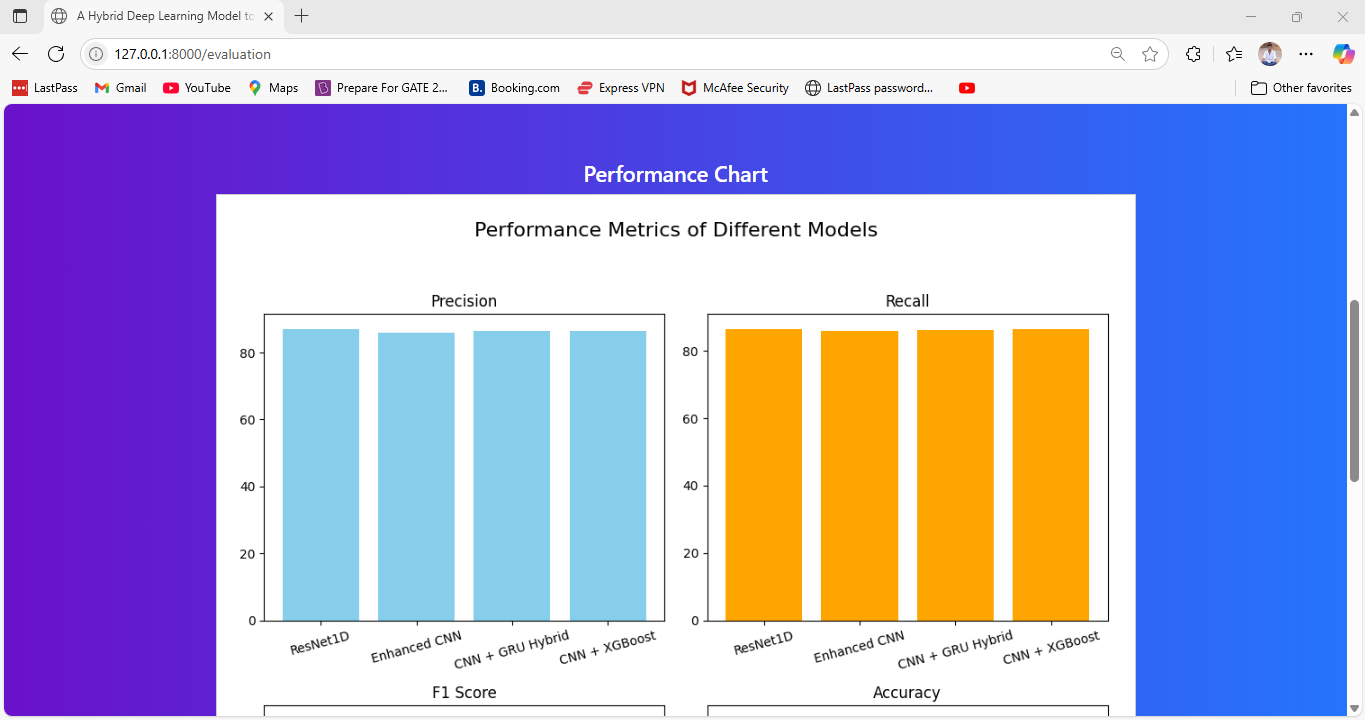 A Hybrid Deep Learning Model to
127.0.0.1:8000/evaluation
LastPass Gmail YouTube Maps Prepare For GATE 2... B. Booking.com Express VPN McAfee Security LastPass password... Other favorites
Performance Chart
Performance Metrics of Different Models
Precision
80
60
40
20
0
ResNet1D Enhanced CNN CNN + GRU Hybrid CNN + XGBoost
Recall
80
60
40
20
0
ResNet1D Enhanced CNN CNN + GRU Hybrid CNN + XGBoost
F1 Score
Accuracy